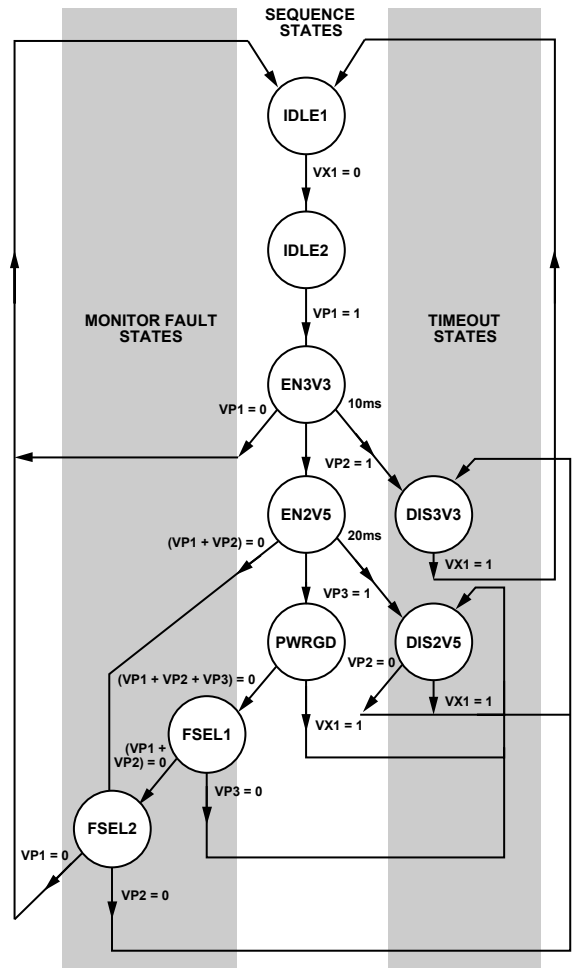 SEQUENCE
STATES
IDLE1
VX1 = 0
IDLE2
VP1 = 1
MONITOR FAULT
STATES
TIMEOUT
STATES
EN3V3
VP1 = 0
10ms
VP2 = 1
DIS3V3
VX1 = 1
EN2V5
(VP1 + VP2) = 0
20ms
VP3 = 1
DIS2V5
VP2 = 0
VX1 = 1
PWRGD
(VP1 + VP2 + VP3) = 0
VX1 = 1
FSEL1
(VP1 +
VP2) = 0
VP3 = 0
FSEL2
VP1 = 0
VP2 = 0